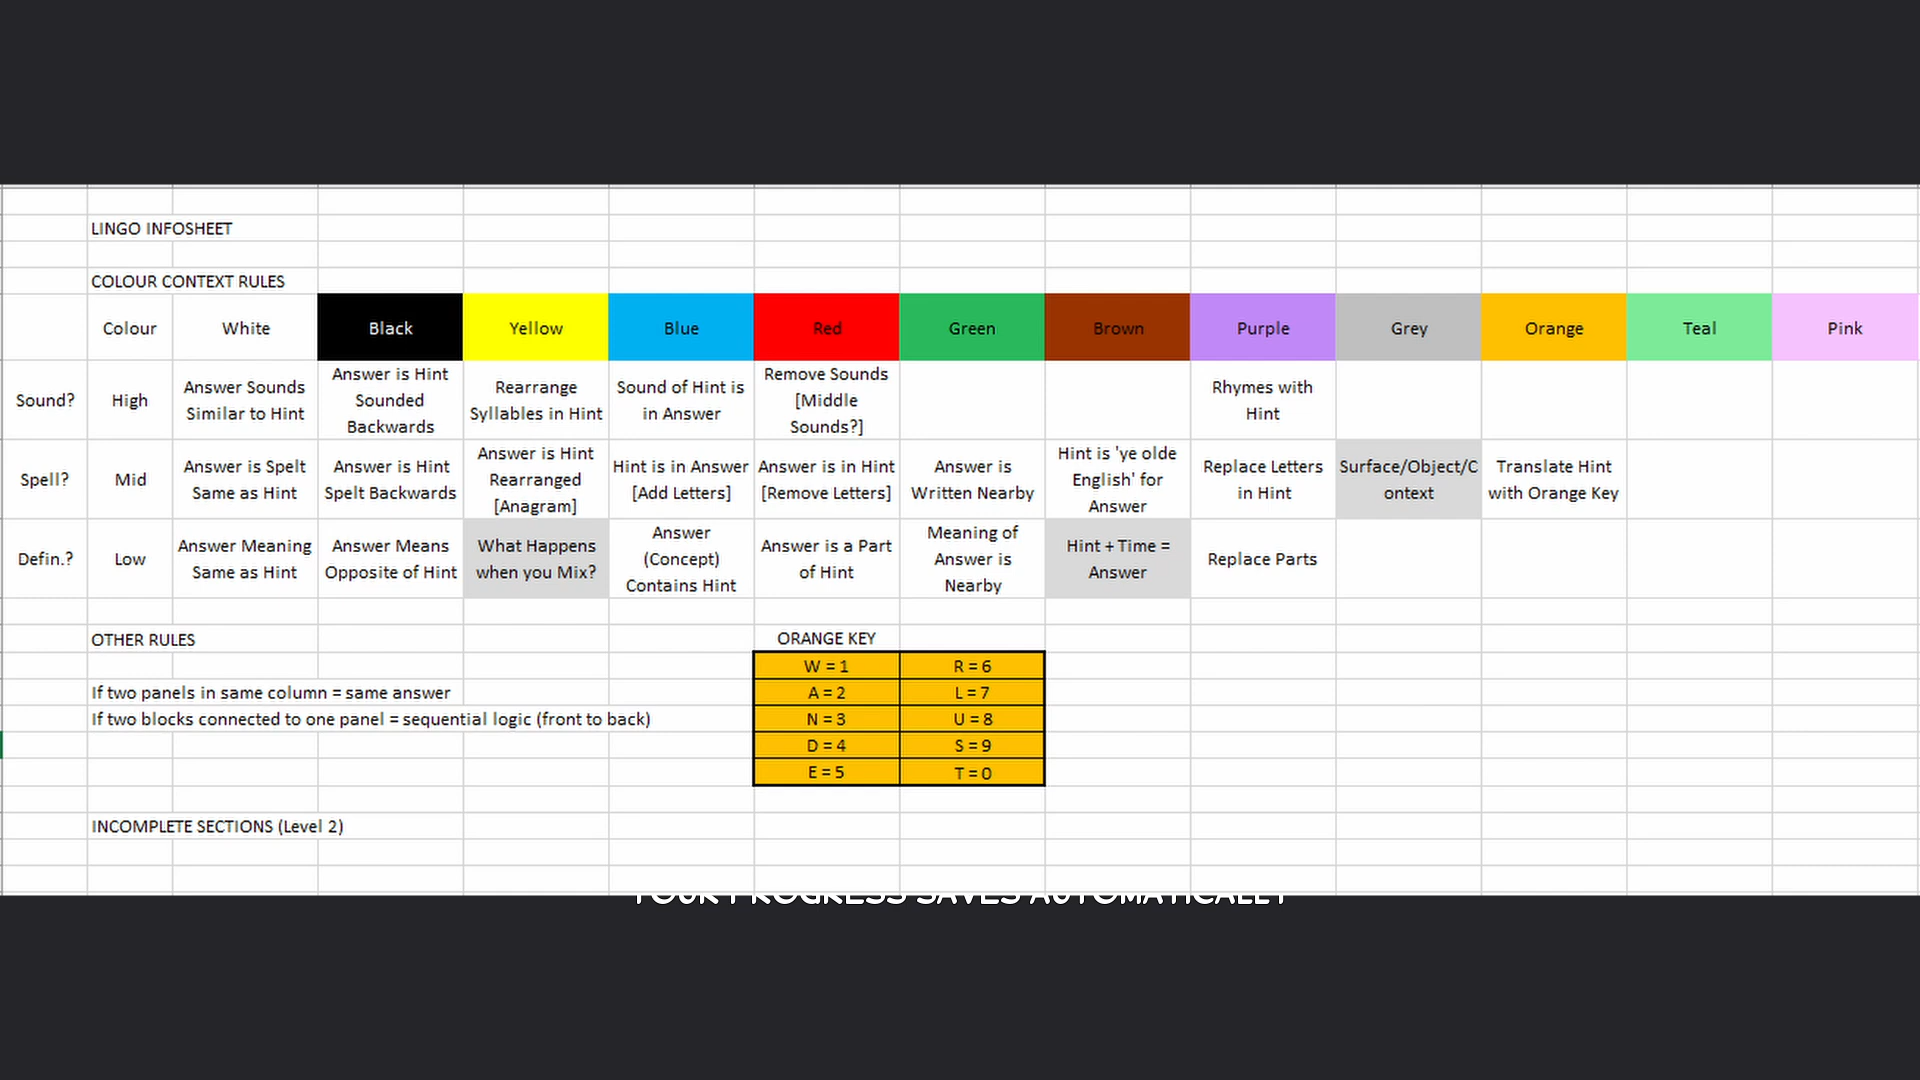 LINGO INFOSHEET
COLOUR CONTEXT RULES
Colour White Black Yellow Blue Red Green Brown Purple Grey Orange Teal Pink
Sound?
High
Answer Sounds
Similar to Hint
Answer is Hint
Sounded
Backwards
Rearrange
Syllables in Hint
Sound of Hint is
in Answer
Remove Sounds
[Middle
Sounds?]
Rhymes with
Hint
Spell?
Mid
Answer is Spelt
Same as Hint
Answer is Hint
Spelt Backwards
Answer is Hint
Rearranged
[Anagram]
Hint is in Answer
[Add Letters]
Answer is in Hint
[Remove Letters]
Answer is
Written Nearby
Hint is 'ye olde
English' for
Answer
Replace Letters
in Hint
Surface/Object/C
ontext
Translate Hint
with Orange Key
Defin.?
Low
Answer Meaning
Same as Hint
Answer Means
Opposite of Hint
What Happens
when you Mix?
Answer
(Concept)
Contains Hint
Answer is a Part
of Hint
Meaning of
Answer is
Nearby
Hint + Time =
Answer
Replace Parts
OTHER RULES
If two panels in same column = same answer
If two blocks connected to one panel = sequential logic (front to back)
ORANGE KEY
W = 1 R = 6
A = 2 L = 7
N = 3 U = 8
D = 4 S = 9
E = 5 T = 0
INCOMPLETE SECTIONS (Level 2)
YOUR PROGRESS SAVES AUTOMATICALLY